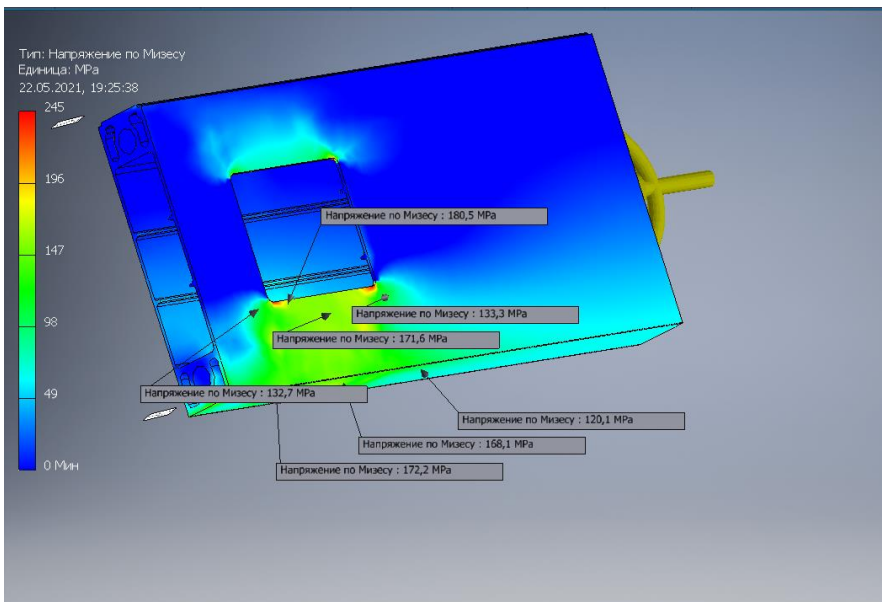 Тип: Напряжение по Мизесу
Единица: MPa
22.05.2021, 19:25:38
245
196
147
98
49
0 Мин
Напряжение по Мизесу : 180,5 MPa
Напряжение по Мизесу : 133,3 MPa
Напряжение по Мизесу : 171,6 MPa
Напряжение по Мизесу : 132,7 MPa
Напряжение по Мизесу : 120,1 MPa
Напряжение по Мизесу : 168,1 MPa
Напряжение по Мизесу : 172,2 MPa